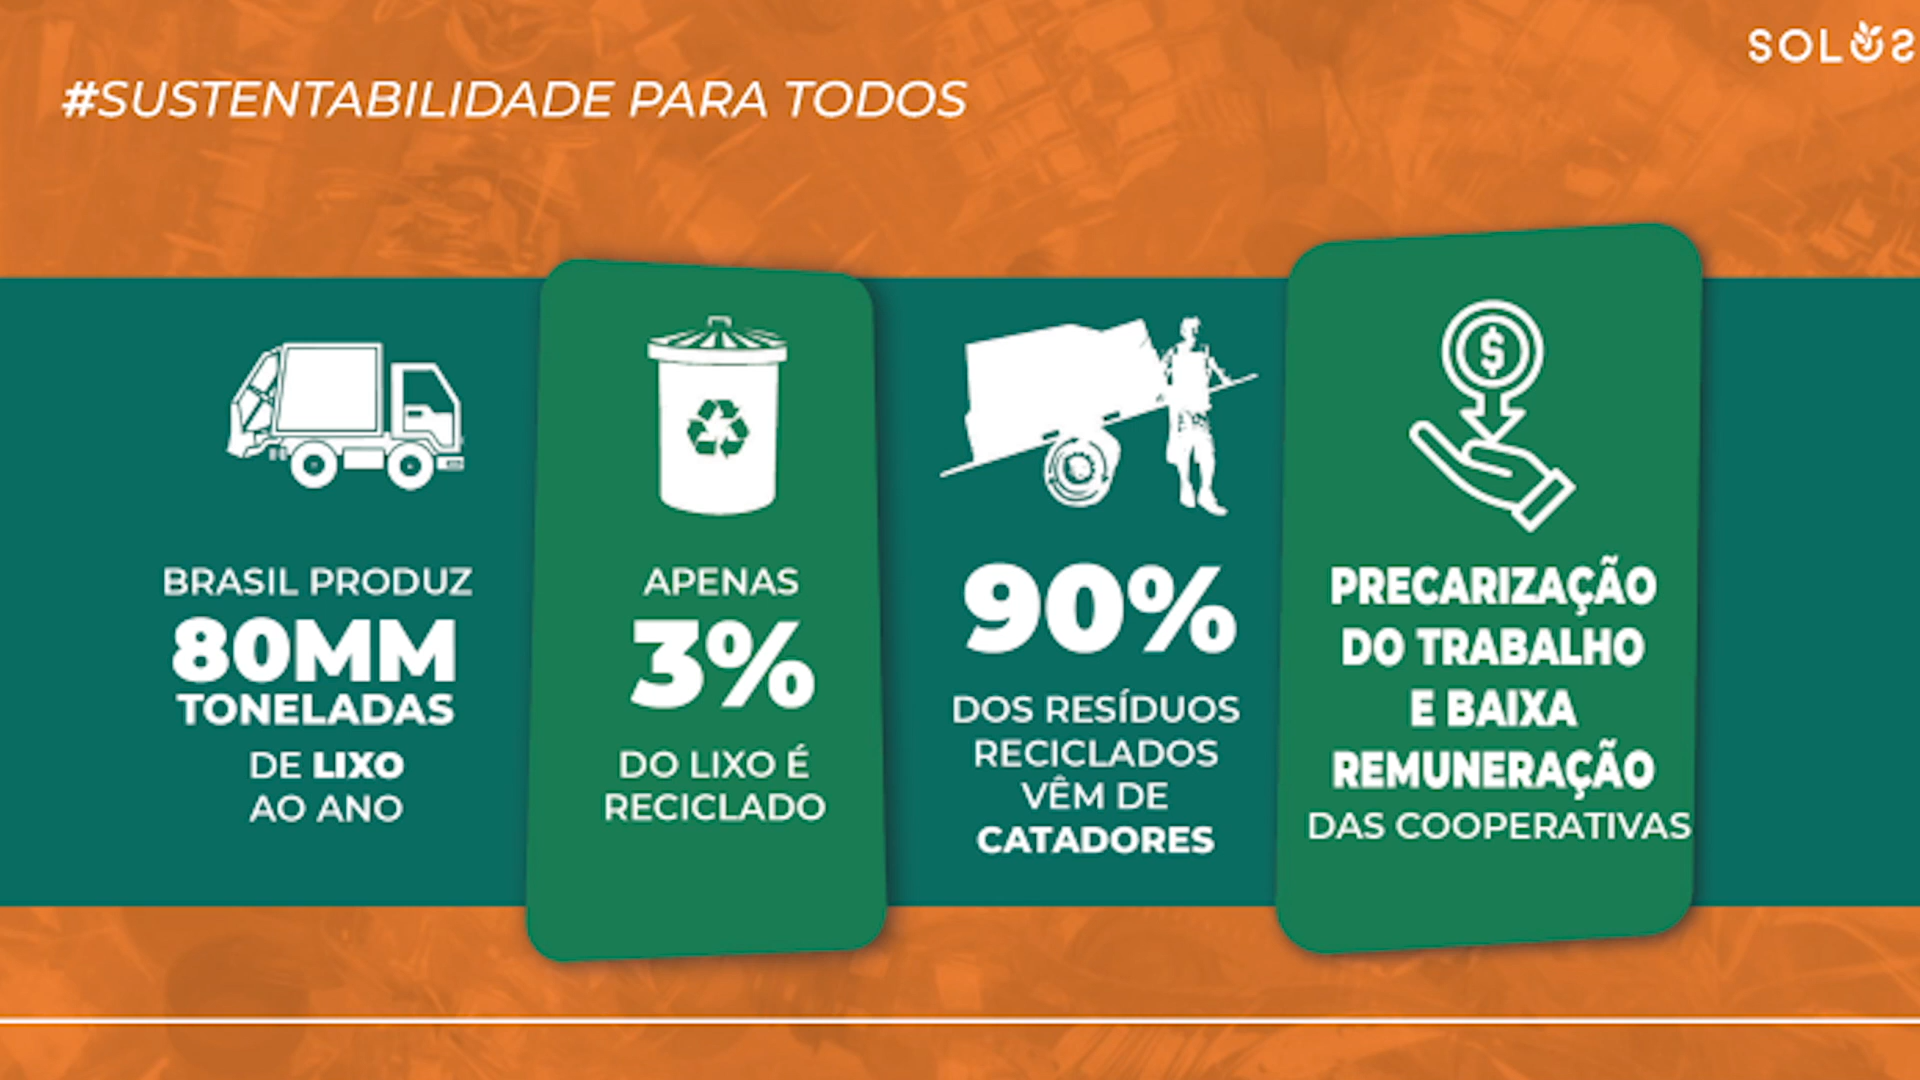 SOLOS
#SUSTENTABILIDADE PARA TODOS
BRASIL PRODUZ
80MM
TONELADAS
DE LIXO
AO ANO
APENAS
3%
DO LIXO É
RECICLADO
90%
DOS RESÍDUOS
RECICLADOS
VÊM DE
CATADORES
$
PRECARIZAÇÃO
DO TRABALHO
E BAIXA
REMUNERAÇÃO
DAS COOPERATIVAS